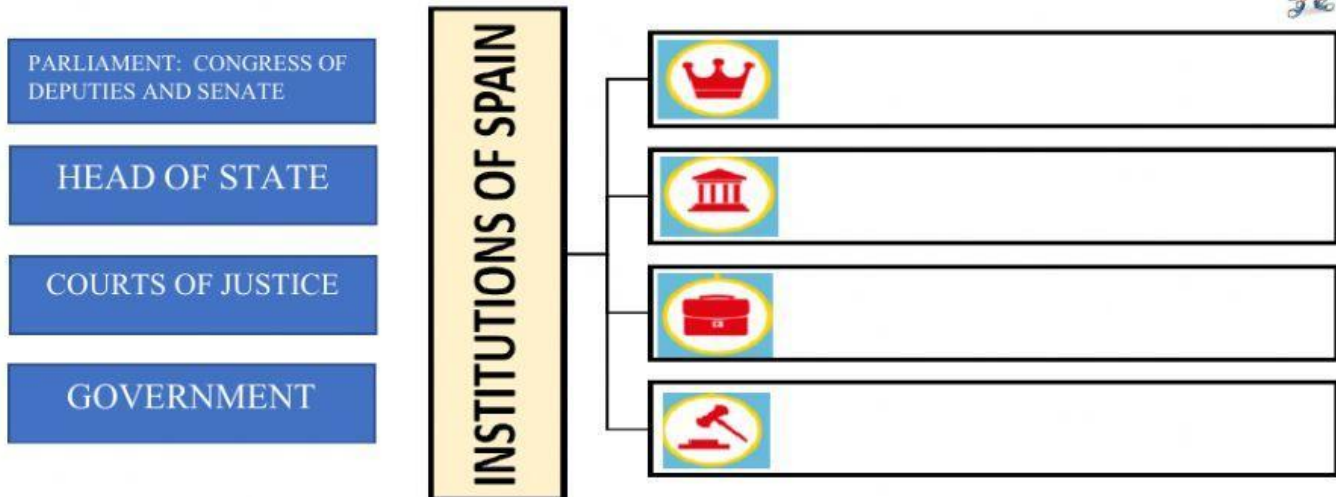 PARLIAMENT: CONGRESS OF
DEPUTIES AND SENATE
HEAD OF STATE
COURTS OF JUSTICE
GOVERNMENT
INSTITUTIONS OF SPAIN